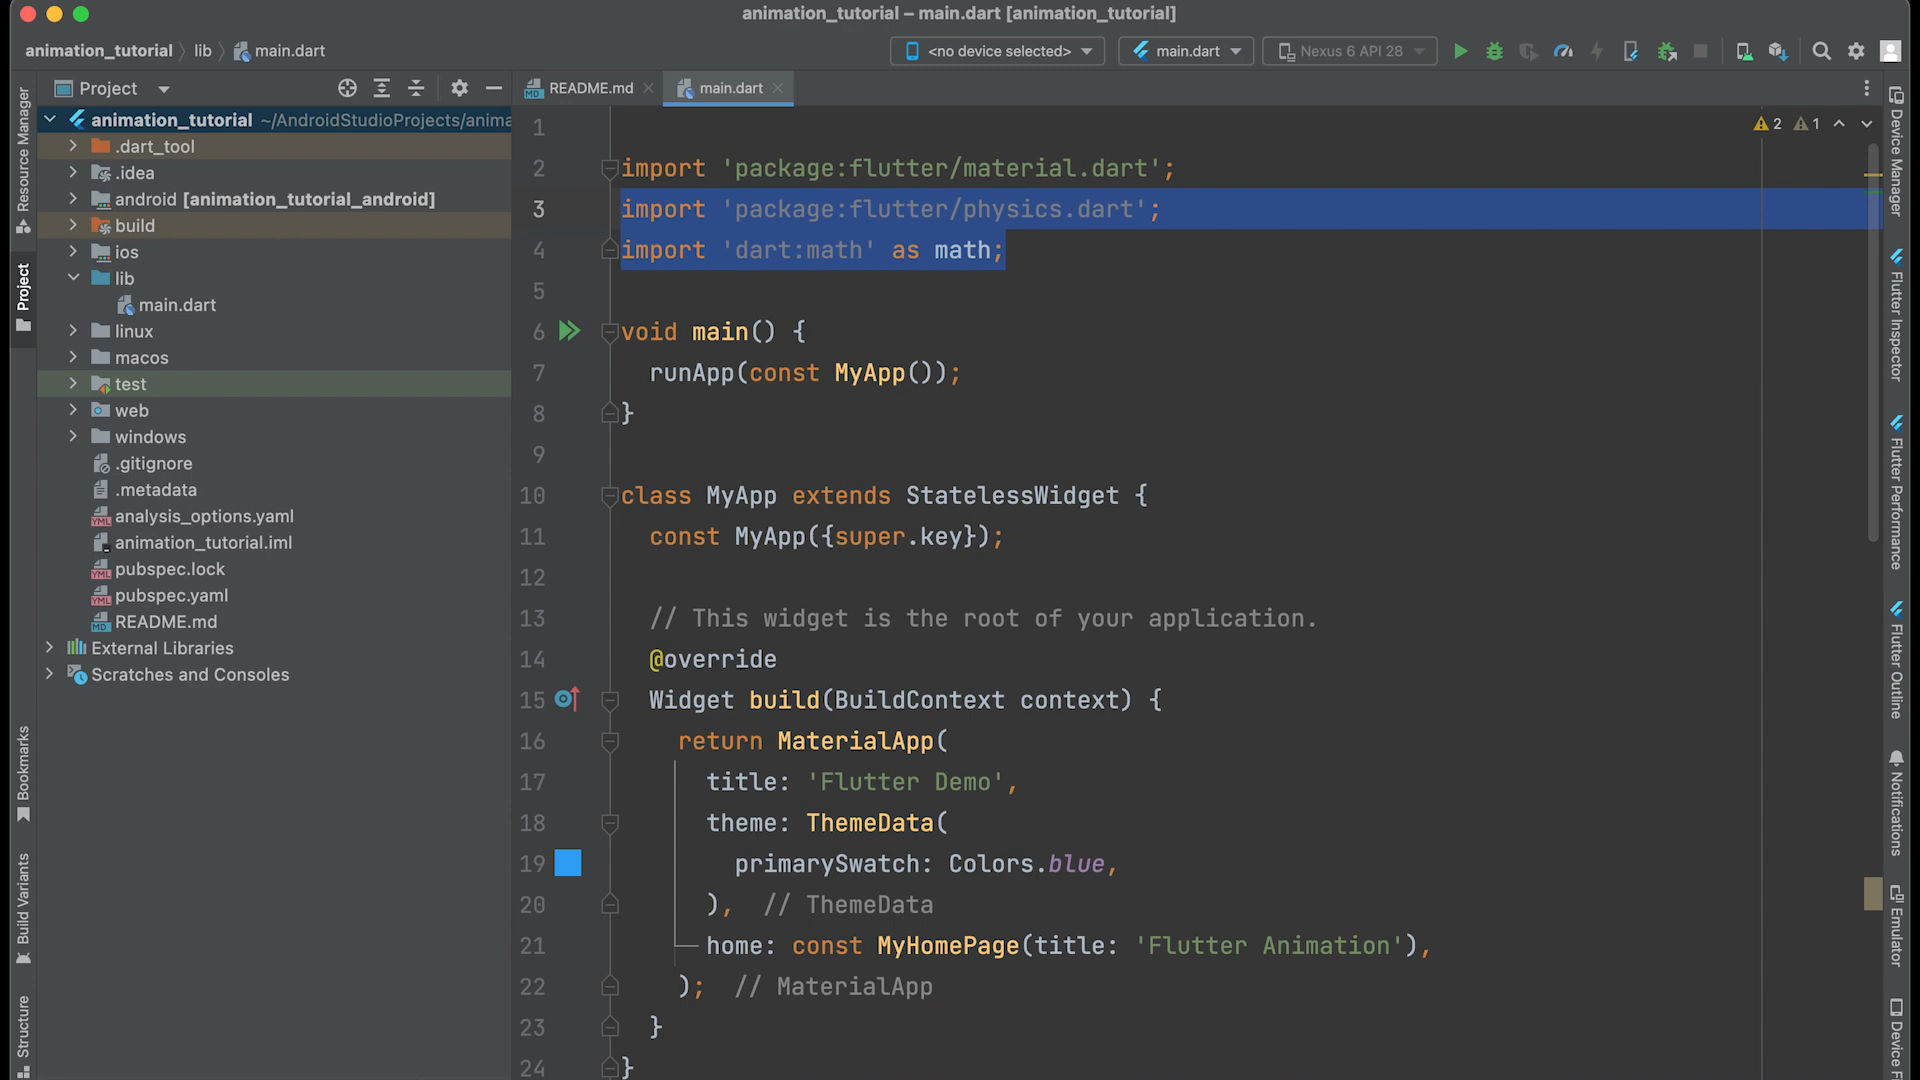 animation_tutorial – main.dart [animation_tutorial]
animation_tutorial
lib
main.dart
<no device selected>
main.dart
Nexus 6 API 28
Project
README.md
main.dart
Resource Manager
Project
Bookmarks
Build Variants
Structure
animation_tutorial ~/AndroidStudioProjects/anima
.dart_tool
.idea
android [animation_tutorial_android]
build
ios
lib
main.dart
linux
macos
test
web
windows
.gitignore
.metadata
analysis_options.yaml
animation_tutorial.iml
pubspec.lock
pubspec.yaml
README.md
External Libraries
Scratches and Consoles
2 1
1
2 import 'package:flutter/material.dart';
3 import 'package:flutter/physics.dart';
4 import 'dart:math' as math;
5
6 void main() {
7 runApp(const MyApp());
8 }
9
10 class MyApp extends StatelessWidget {
11 const MyApp({super.key});
12
13 // This widget is the root of your application.
14 @override
15 Widget build(BuildContext context) {
16 return MaterialApp(
17 title: 'Flutter Demo',
18 theme: ThemeData(
19 primarySwatch: Colors.blue,
20 ), // ThemeData
21 home: const MyHomePage(title: 'Flutter Animation'),
22 ); // MaterialApp
23 }
24 }
Device Manager
Flutter Inspector
Flutter Performance
Flutter Outline
Notifications
Emulator
Device F